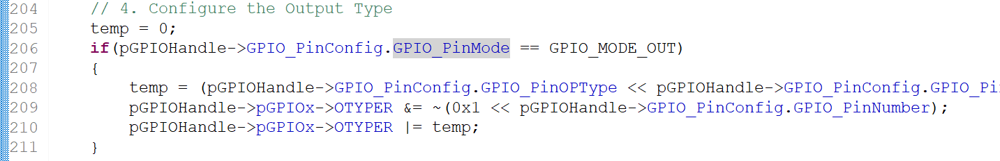 204 // 4. Configure the Output Type
205 temp = 0;
206 if(pGPIOHandle->GPIO_PinConfig.GPIO_PinMode == GPIO_MODE_OUT)
207 {
208 temp = (pGPIOHandle->GPIO_PinConfig.GPIO_PinOPType << pGPIOHandle->GPIO_PinConfig.GPIO_Pi
209 pGPIOHandle->pGPIOx->OTYPER &= ~(0x1 << pGPIOHandle->GPIO_PinConfig.GPIO_PinNumber);
210 pGPIOHandle->pGPIOx->OTYPER |= temp;
211 }